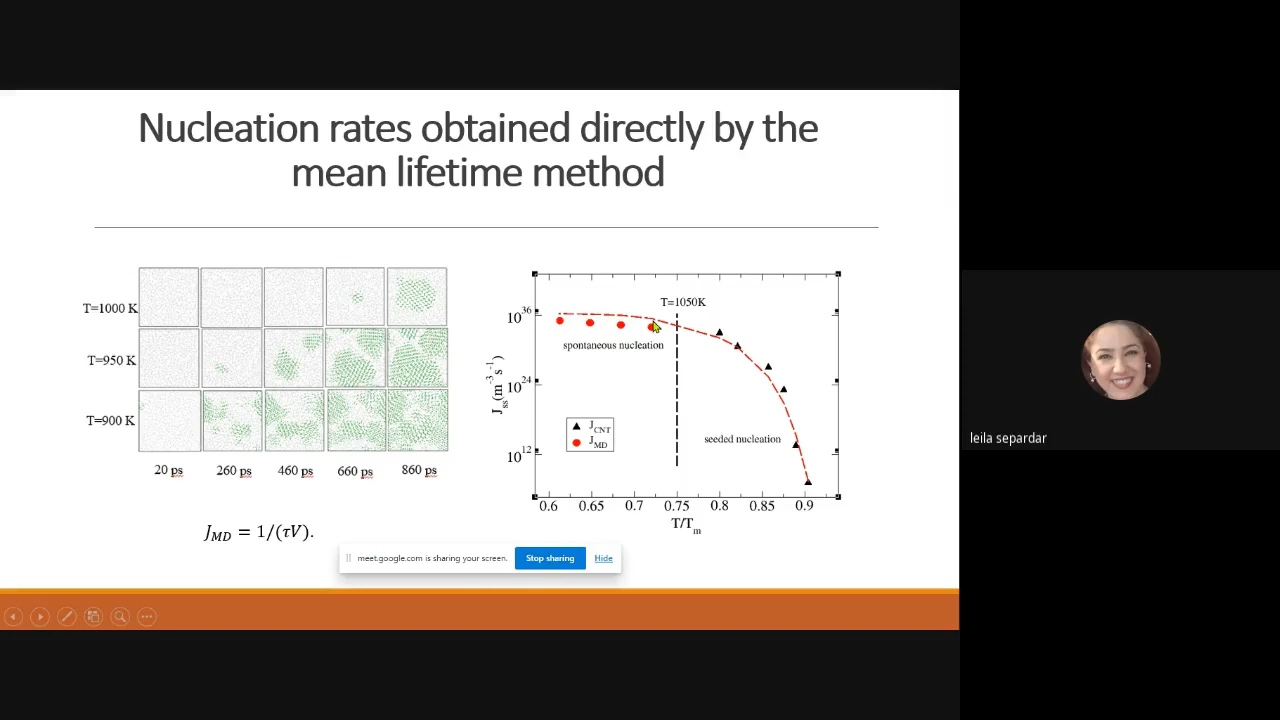 Nucleation rates obtained directly by the
mean lifetime method
T=1000 K
T=950 K
T=900 K
20 ps
260 ps
460 ps
660 ps
860 ps
J_MD = 1/(τV).
T=1050K
10^36
10^24
10^12
J_ss(m^-3 s^-1)
spontaneous nucleation
J_CNT
J_MD
seeded nucleation
0.6
0.65
0.7
0.75
0.8
0.85
0.9
T/T_m
meet.google.com is sharing your screen.
Stop sharing
Hide
leila separdar